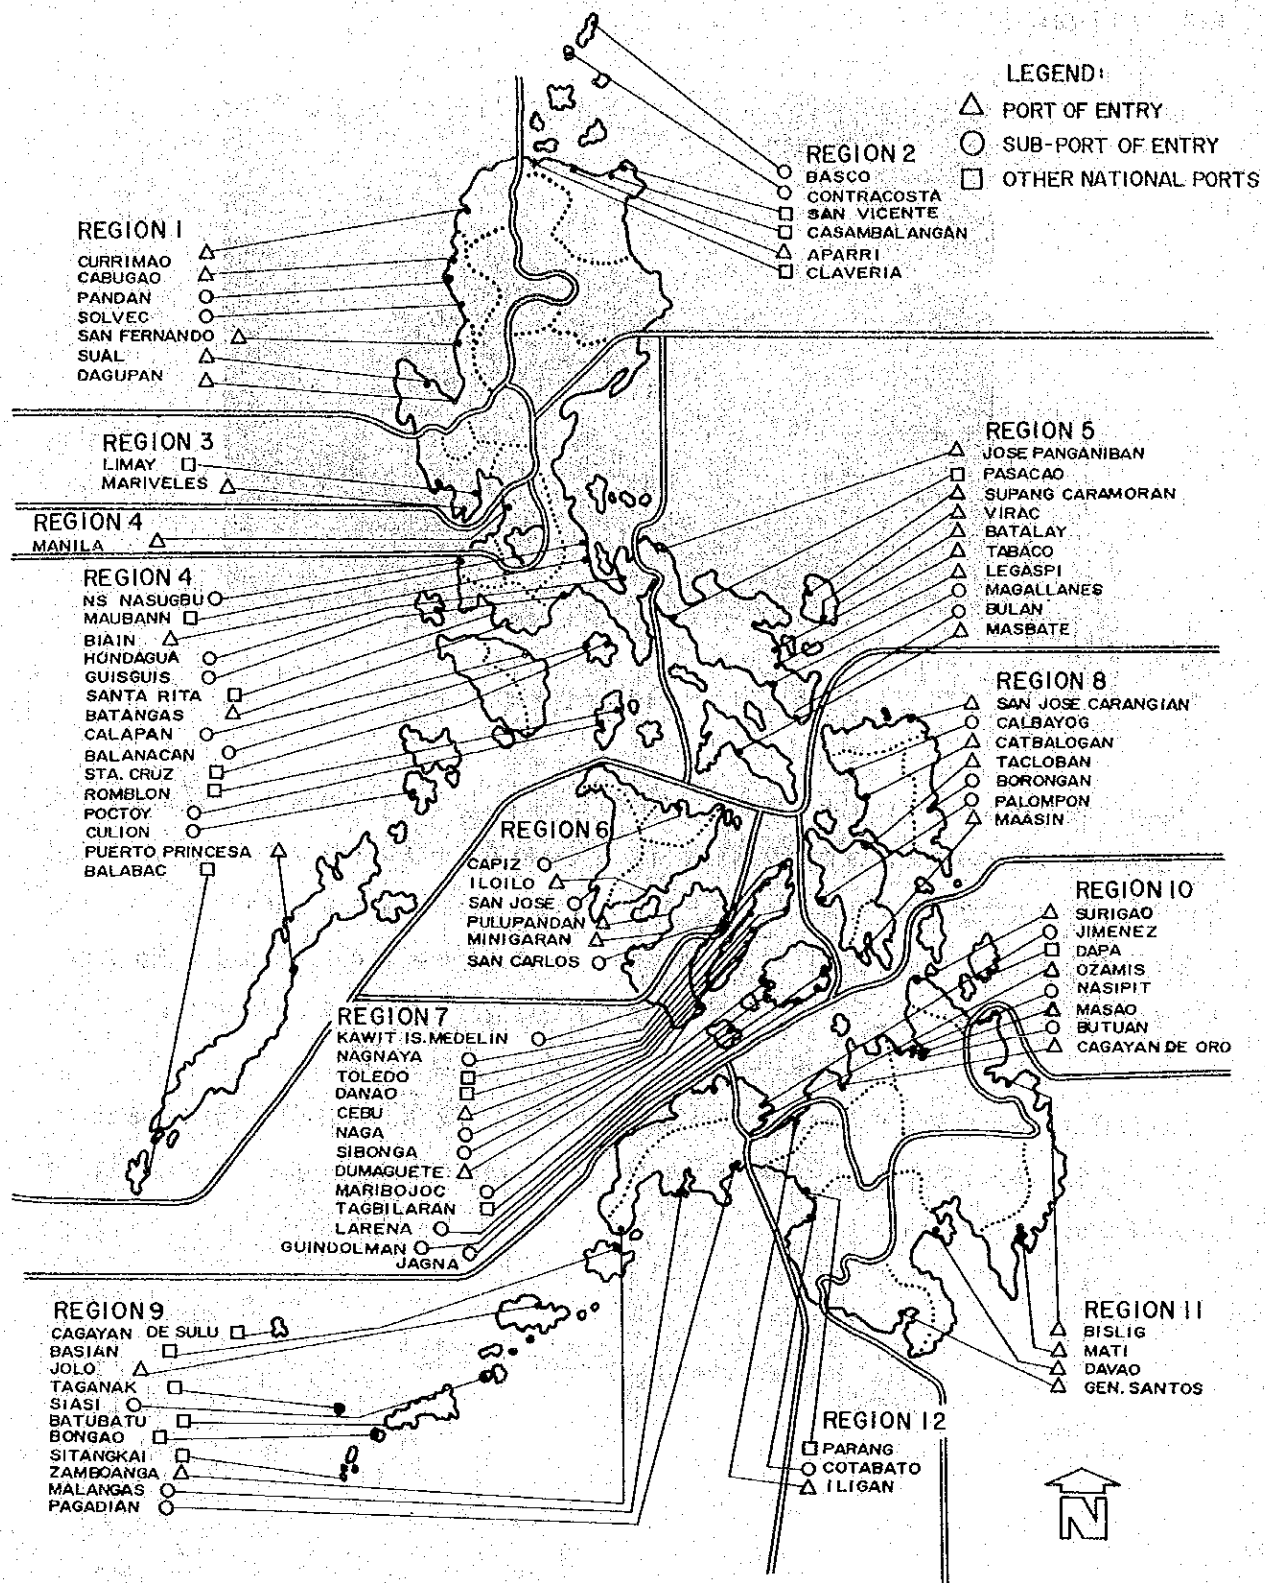 LEGEND:
PORT OF ENTRY
SUB-PORT OF ENTRY
OTHER NATIONAL PORTS
REGION 2
BASCO
CONTRACOSTA
SAN VICENTE
CASAMBALANGAN
APARRI
CLAVERIA
REGION 1
CURRIMAO
CABUGAO
PANDAN
SOLVEC
SAN FERNANDO
SUAL
DAGUPAN
REGION 3
LIMAY
MARIVELES
REGION 4
MANILA
REGION 4
NS NASUGBU
MAUBANN
BIAIN
HONDAGUA
GUISGUIS
SANTA RITA
BATANGAS
CALAPAN
BALANACAN
STA. CRUZ
ROMBLON
POCTOY
CULION
PUERTO PRINCESA
BALABAC
REGION 5
JOSE PANGANIBAN
PASACAO
SUPANG CARAMORAN
VIRAC
BATALAY
TABACO
LEGASPI
MAGALLANES
BULAN
MASBATE
REGION 8
SAN JOSE CARANGIAN
CALBAYOG
CATBALOGAN
TACLOBAN
BORONGAN
PALOMPON
MAASIN
REGION 6
CAPIZ
ILOILO
SAN JOSE
PULUPANDAN
MINIGARAN
SAN CARLOS
REGION 10
SURIGAO
JIMENEZ
DAPA
OZAMIS
NASIPIT
MASAO
BUTUAN
CAGAYAN DE ORO
REGION 7
KAWIT IS. MEDELIN
NAGNAYA
TOLEDO
DANAO
CEBU
NAGA
SIBONGA
DUMAGUETE
MARIBOJOC
TAGBILARAN
LARENA
GUINDOLMAN
JAGNA
REGION 9
CAGAYAN DE SULU
BASIAN
JOLO
TAGANAK
SIASI
BATUBATU
BONGAO
SITANGKAI
ZAMBOANGA
MALANGAS
PAGADIAN
REGION 11
BISLIG
MATI
DAVAO
GEN. SANTOS
REGION 12
PARANG
COTABATO
ILIGAN
N